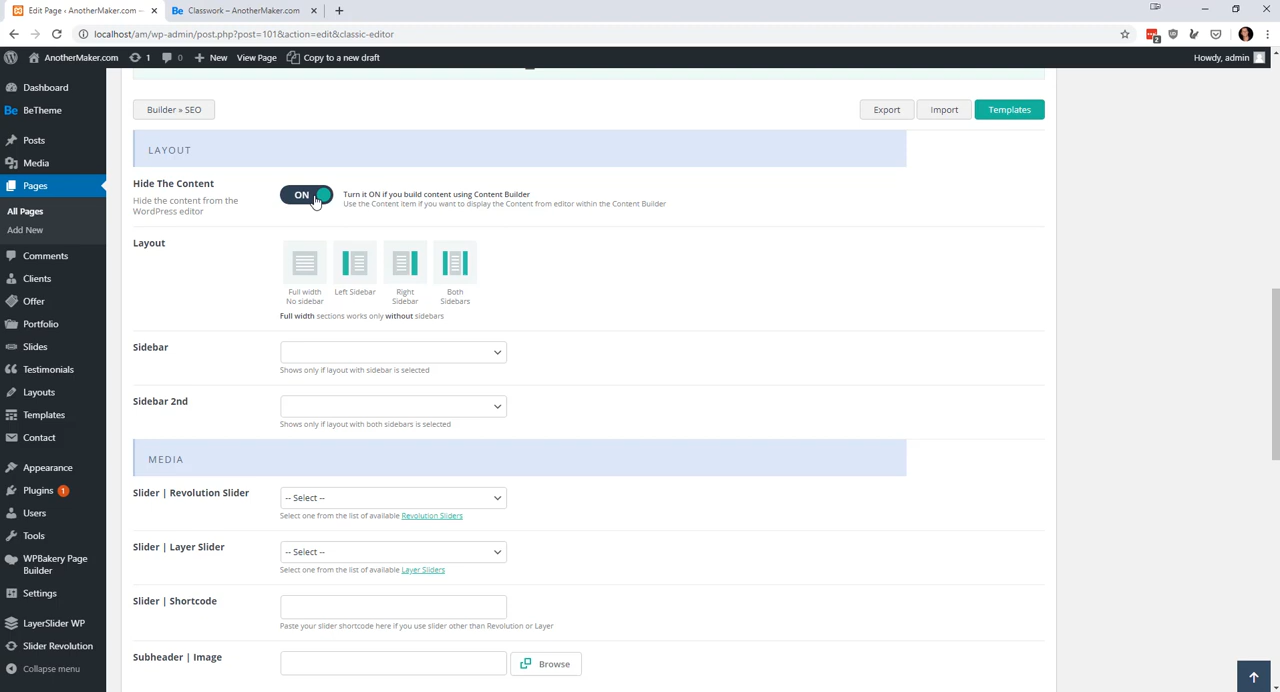 Edit Page ‹ AnotherMaker.com —
Be Classwork – AnotherMaker.com
localhost/am/wp-admin/post.php?post=101&action=edit&classic-editor
2
AnotherMaker.com 1 0 New View Page Copy to a new draft Howdy, admin
Dashboard
Be BeTheme
Posts
Media
Pages
All Pages
Add New
Comments
Clients
Offer
Portfolio
Slides
Testimonials
Layouts
Templates
Contact
Appearance
Plugins 1
Users
Tools
WPBakery Page
Builder
Settings
LayerSlider WP
Slider Revolution
Collapse menu
Builder » SEO Export Import Templates
LAYOUT
Hide The Content
Hide the content from the
WordPress editor
ON
Turn it ON if you build content using Content Builder
Use the Content item if you want to display the Content from editor within the Content Builder
Layout
Full width
No sidebar
Left Sidebar
Right
Sidebar
Both
Sidebars
Full width sections works only without sidebars
Sidebar
Shows only if layout with sidebar is selected
Sidebar 2nd
Shows only if layout with both sidebars is selected
MEDIA
Slider | Revolution Slider
-- Select --
Select one from the list of available Revolution Sliders
Slider | Layer Slider
-- Select --
Select one from the list of available Layer Sliders
Slider | Shortcode
Paste your slider shortcode here if you use slider other than Revolution or Layer
Subheader | Image
Browse